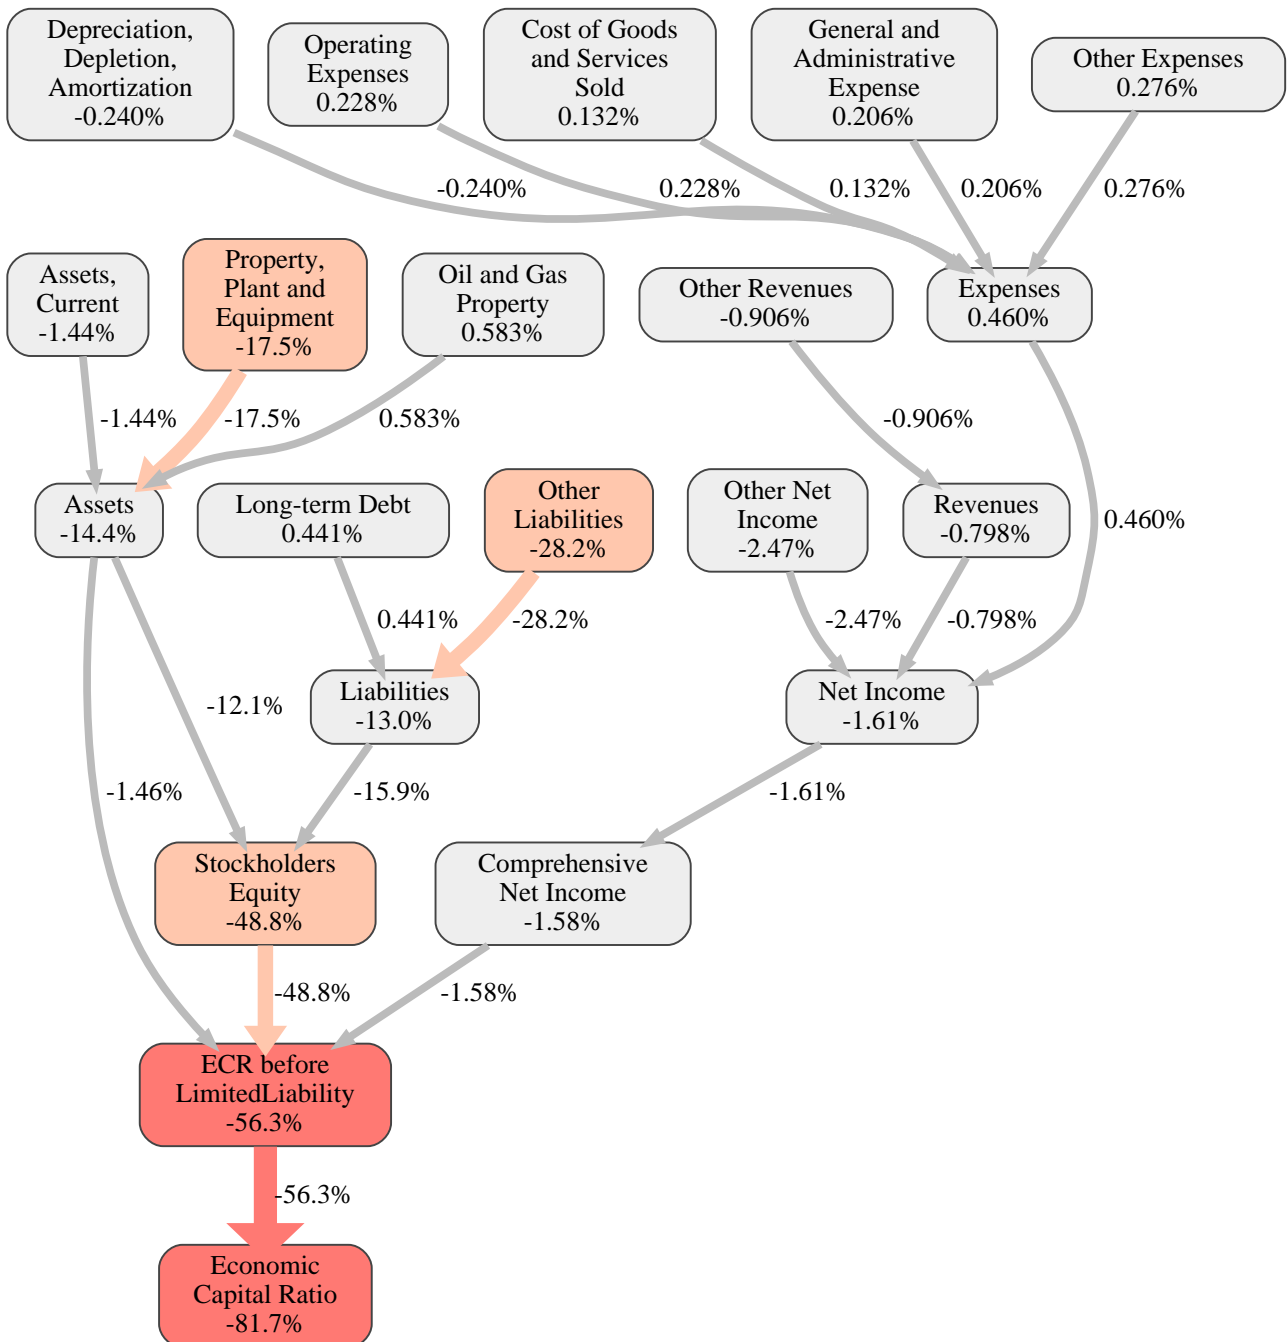 Depreciation,
Depletion,
Amortization
-0.240%
Operating
Expenses
0.228%
Cost of Goods
and Services
Sold
0.132%
General and
Administrative
Expense
0.206%
Other Expenses
0.276%
-0.240%
0.228%
0.132%
0.206%
0.276%
Assets,
Current
-1.44%
Property,
Plant and
Equipment
-17.5%
Oil and Gas
Property
0.583%
Other Revenues
-0.906%
Expenses
0.460%
-1.44%
-17.5%
0.583%
-0.906%
Assets
-14.4%
Long-term Debt
0.441%
Other
Liabilities
-28.2%
Other Net
Income
-2.47%
Revenues
-0.798%
0.460%
0.441%
-28.2%
-2.47%
-0.798%
-12.1%
Liabilities
-13.0%
Net Income
-1.61%
-1.46%
-15.9%
-1.61%
Stockholders
Equity
-48.8%
Comprehensive
Net Income
-1.58%
-48.8%
-1.58%
ECR before
LimitedLiability
-56.3%
-56.3%
Economic
Capital Ratio
-81.7%